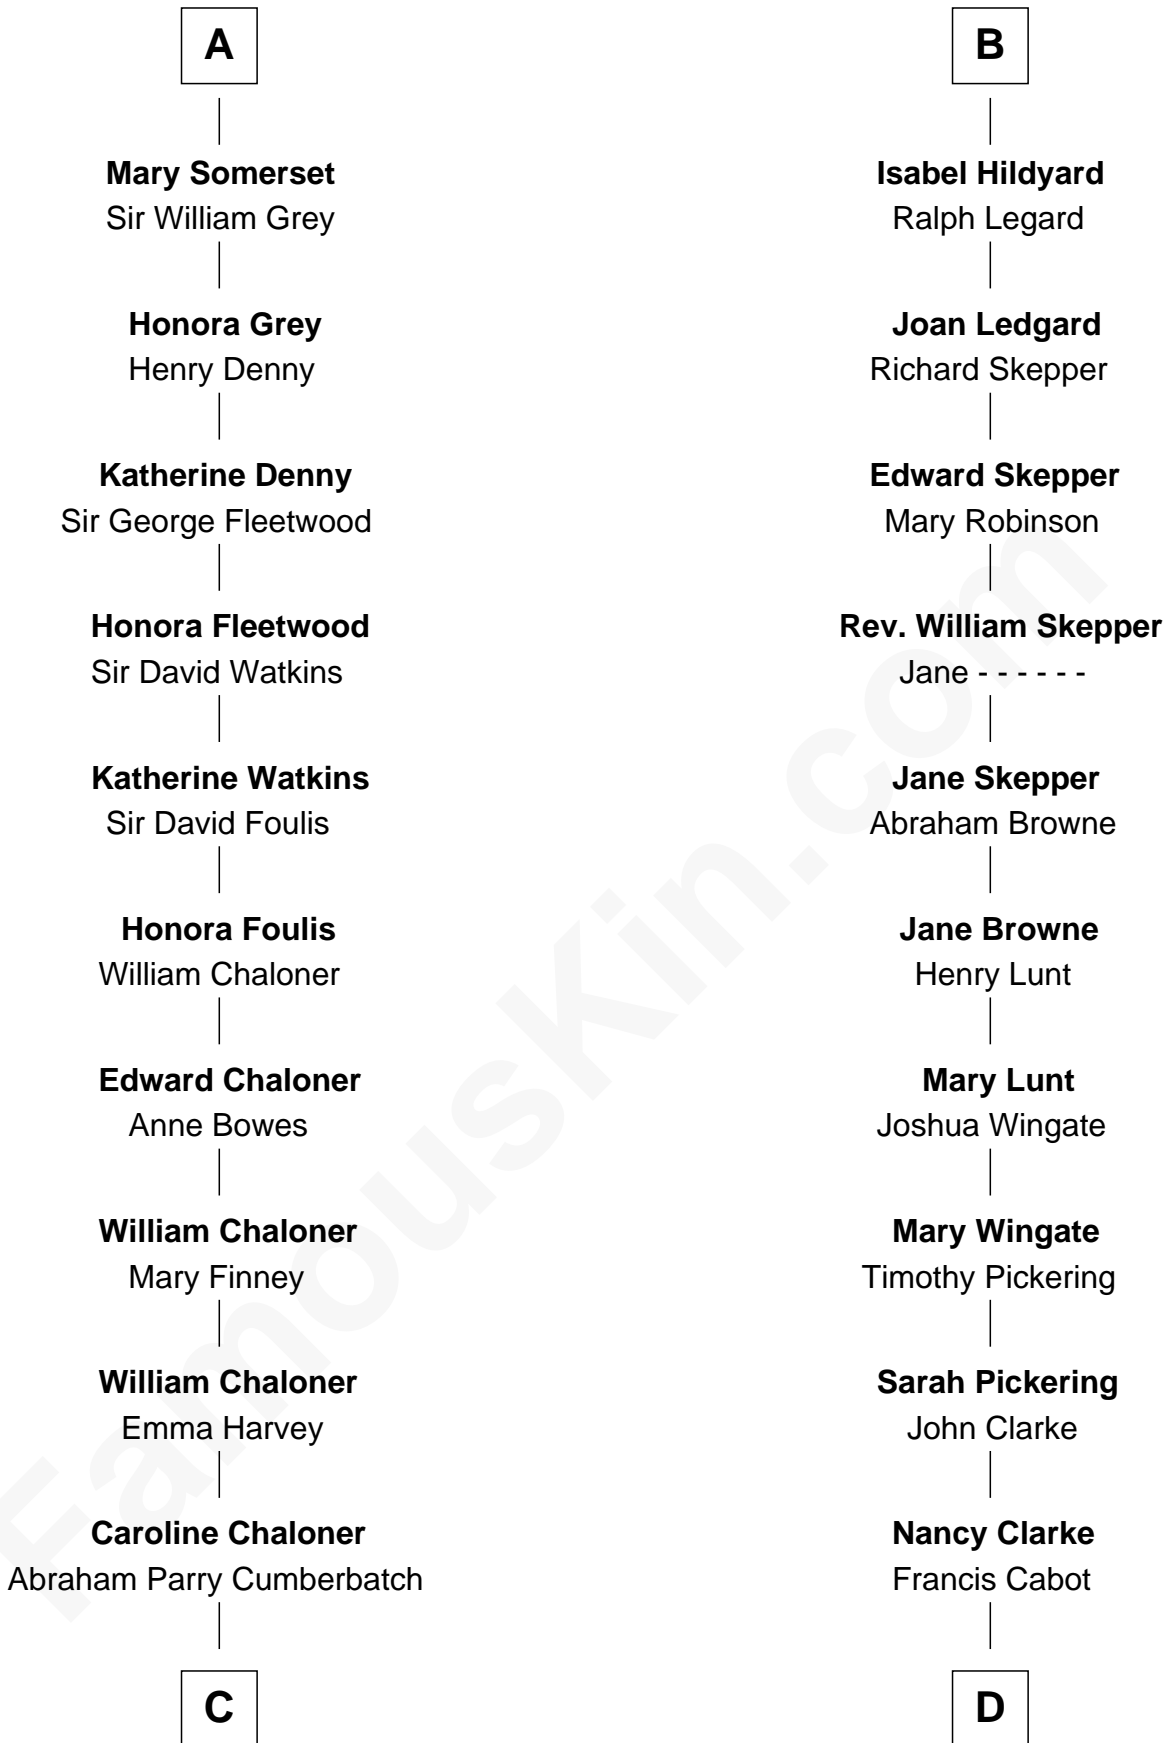 A
Mary Somerset
Sir William Grey
Honora Grey
Henry Denny
Katherine Denny
Sir George Fleetwood
Honora Fleetwood
Sir David Watkins
Katherine Watkins
Sir David Foulis
Honora Foulis
William Chaloner
Edward Chaloner
Anne Bowes
William Chaloner
Mary Finney
William Chaloner
Emma Harvey
Caroline Chaloner
Abraham Parry Cumberbatch
C
B
Isabel Hildyard
Ralph Legard
Joan Ledgard
Richard Skepper
Edward Skepper
Mary Robinson
Rev. William Skepper
Jane - - - - - -
Jane Skepper
Abraham Browne
Jane Browne
Henry Lunt
Mary Lunt
Joshua Wingate
Mary Wingate
Timothy Pickering
Sarah Pickering
John Clarke
Nancy Clarke
Francis Cabot
D
FamousKin.com